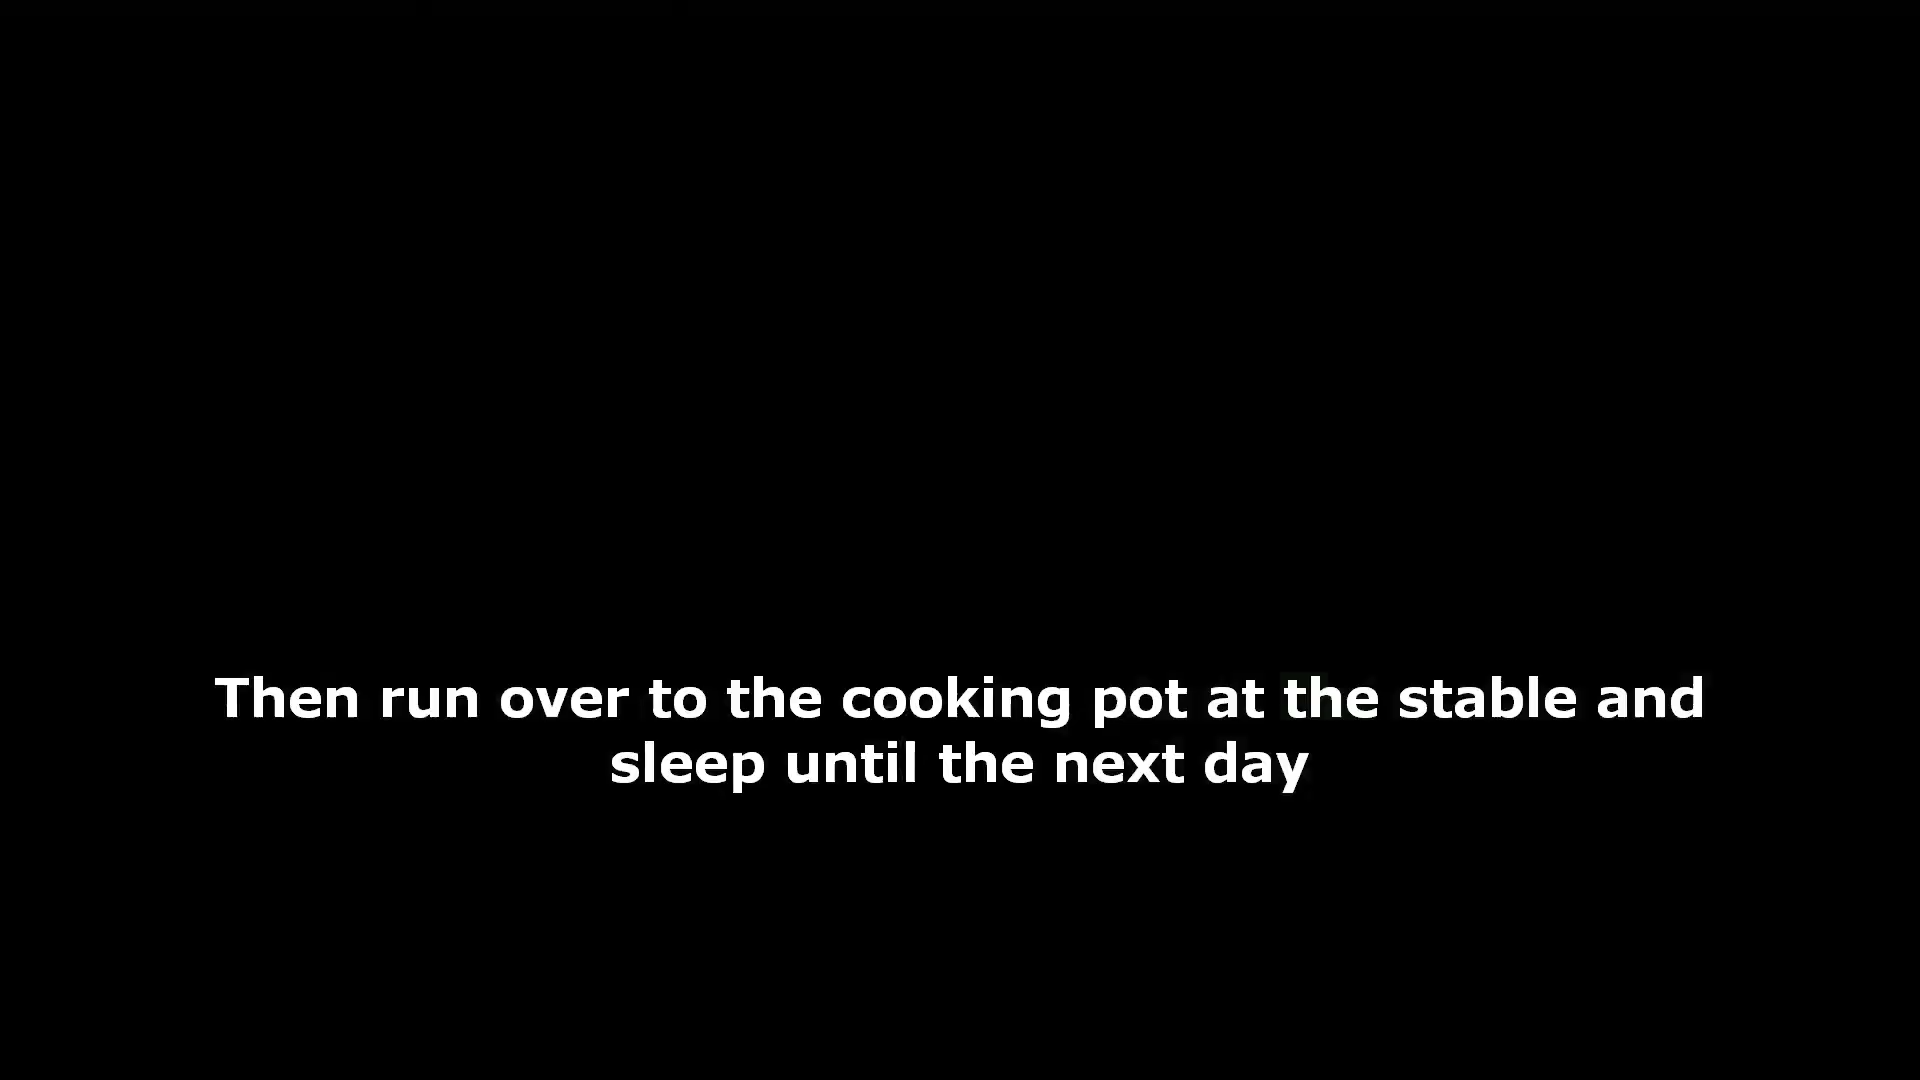 Then run over to the cooking pot at the stable and
sleep until the next day